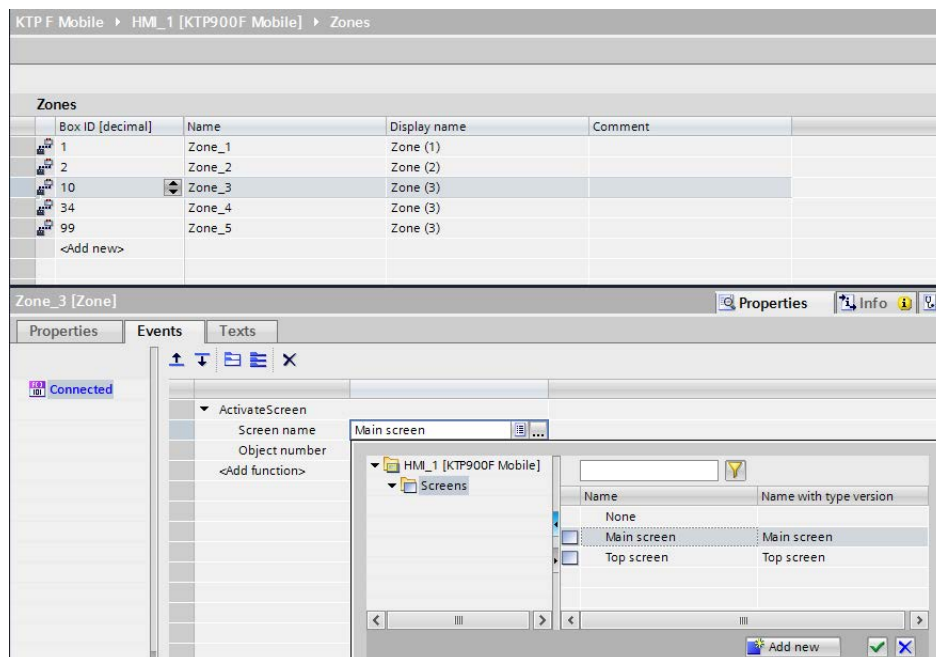 KTP F Mobile ▸ HMI_1 [KTP900F Mobile] ▸ Zones
Zones
Box ID [decimal] Name Display name Comment
1 Zone_1 Zone (1)
2 Zone_2 Zone (2)
10 Zone_3 Zone (3)
34 Zone_4 Zone (3)
99 Zone_5 Zone (3)
<Add new>
Zone_3 [Zone] Properties Info
Properties Events Texts
Connected
ActivateScreen
Screen name Main screen ...
Object number
<Add function>
HMI_1 [KTP900F Mobile]
Screens
Name Name with type version
None
Main screen Main screen
Top screen Top screen
Add new